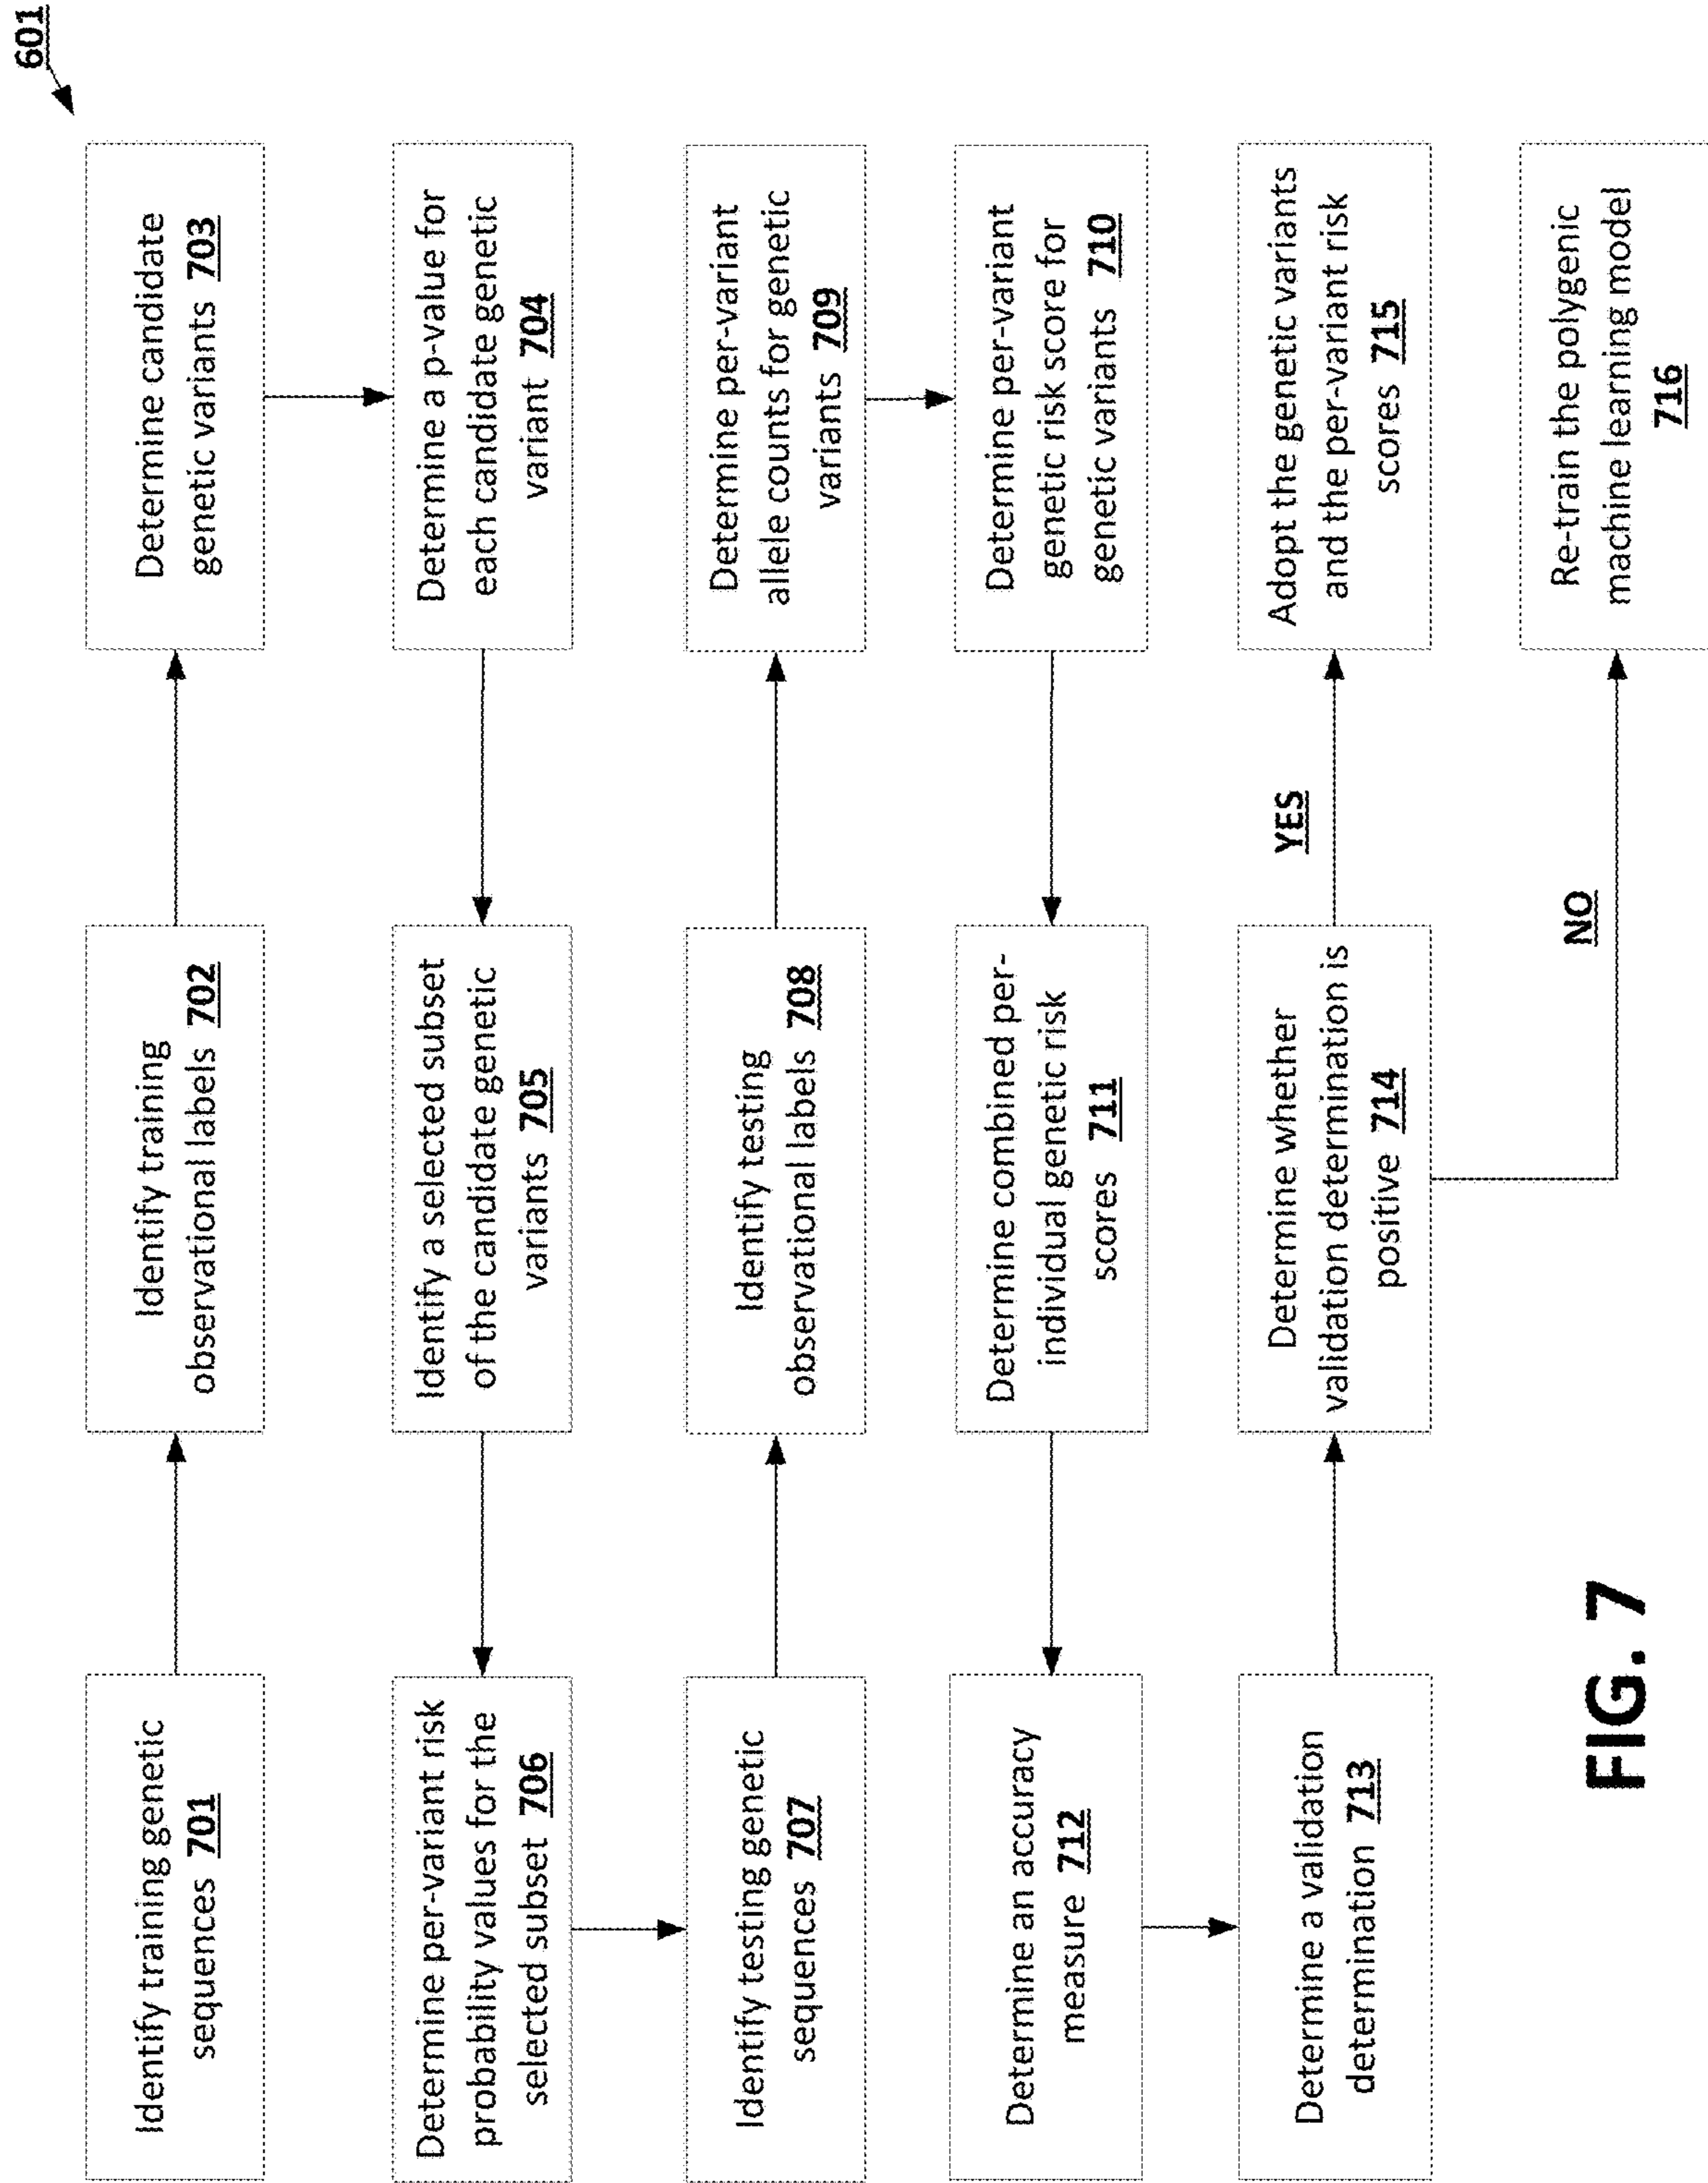 601
Identify training genetic
sequences 701
Identify training
observational labels 702
Determine candidate
genetic variants 703
Determine a p-value for
each candidate genetic
variant 704
Identify a selected subset
of the candidate genetic
variants 705
Determine per-variant risk
probability values for the
selected subset 706
Identify testing genetic
sequences 707
Identify testing
observational labels 708
Determine per-variant
allele counts for genetic
variants 709
Determine per-variant
genetic risk score for
genetic variants 710
Determine combined per-
individual genetic risk
scores 711
Determine an accuracy
measure 712
Determine a validation
determination 713
Determine whether
validation determination is
positive 714
YES
Adopt the genetic variants
and the per-variant risk
scores 715
NO
Re-train the polygenic
machine learning model
716
FIG. 7